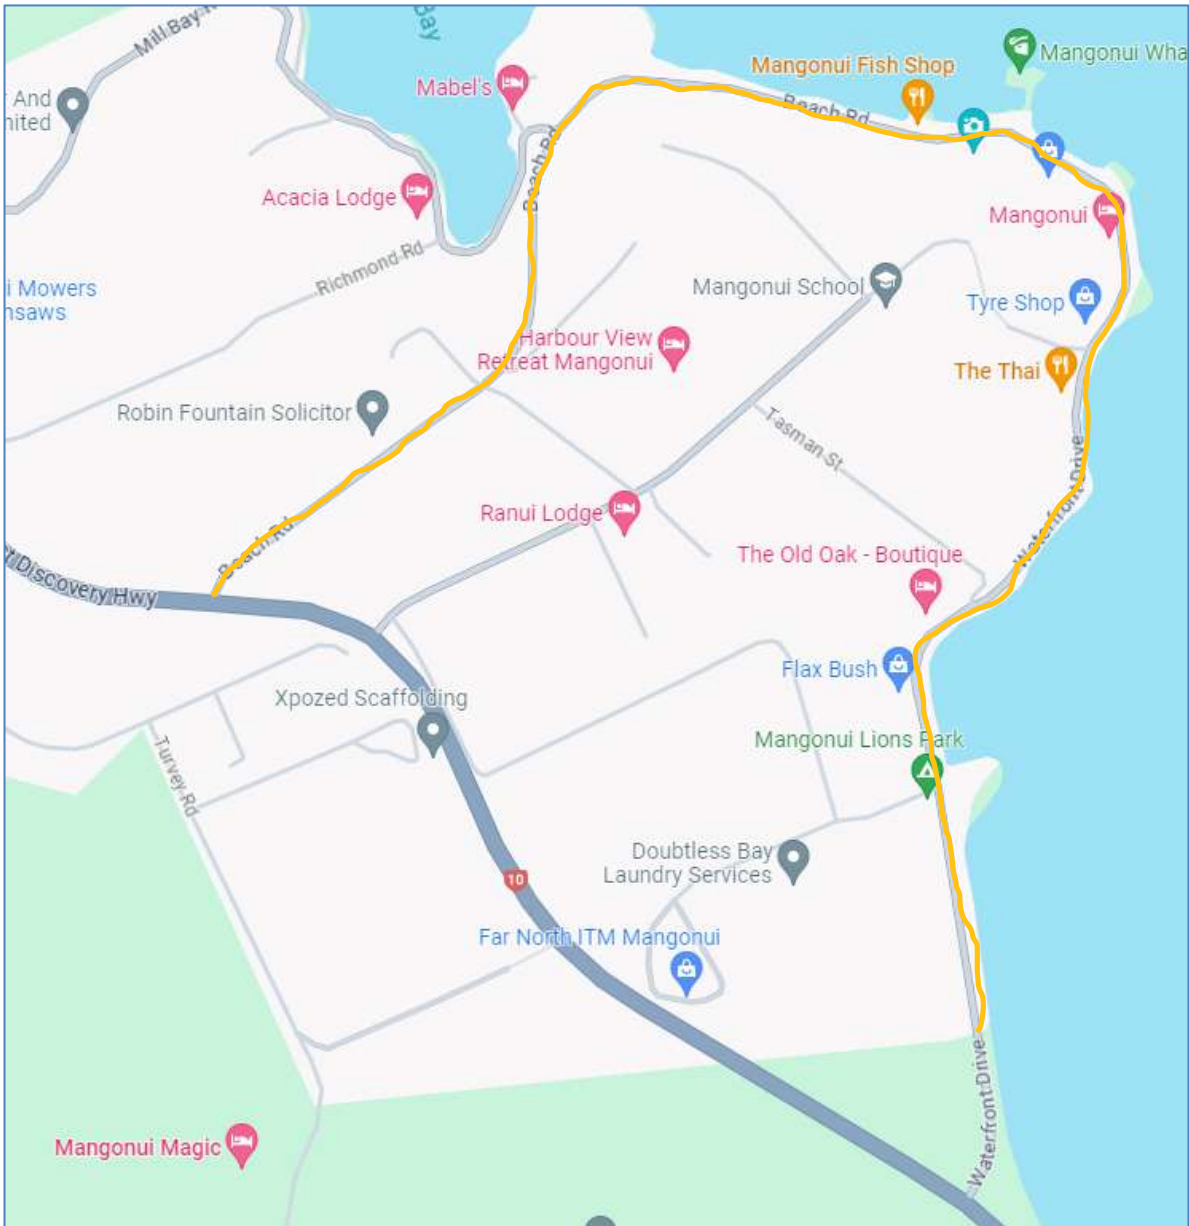 Bay
Mill Bay R
Mangonui Wha
Mangonui Fish Shop
Mabel's
And
nited
Beach Rd
Beach Rd
Acacia Lodge
Mangonui
Richmond Rd
i Mowers
nsaws
Mangonui School
Tyre Shop
Harbour View
Retreat Mangonui
The Thai
Robin Fountain Solicitor
Tasman St
Waterfront Drive
Ranui Lodge
Beach Rd
The Old Oak - Boutique
t Discovery Hwy
Flax Bush
Xpozed Scaffolding
Mangonui Lions Park
Turvey Rd
Doubtless Bay
Laundry Services
10
Far North ITM Mangonui
Waterfront Drive
Mangonui Magic